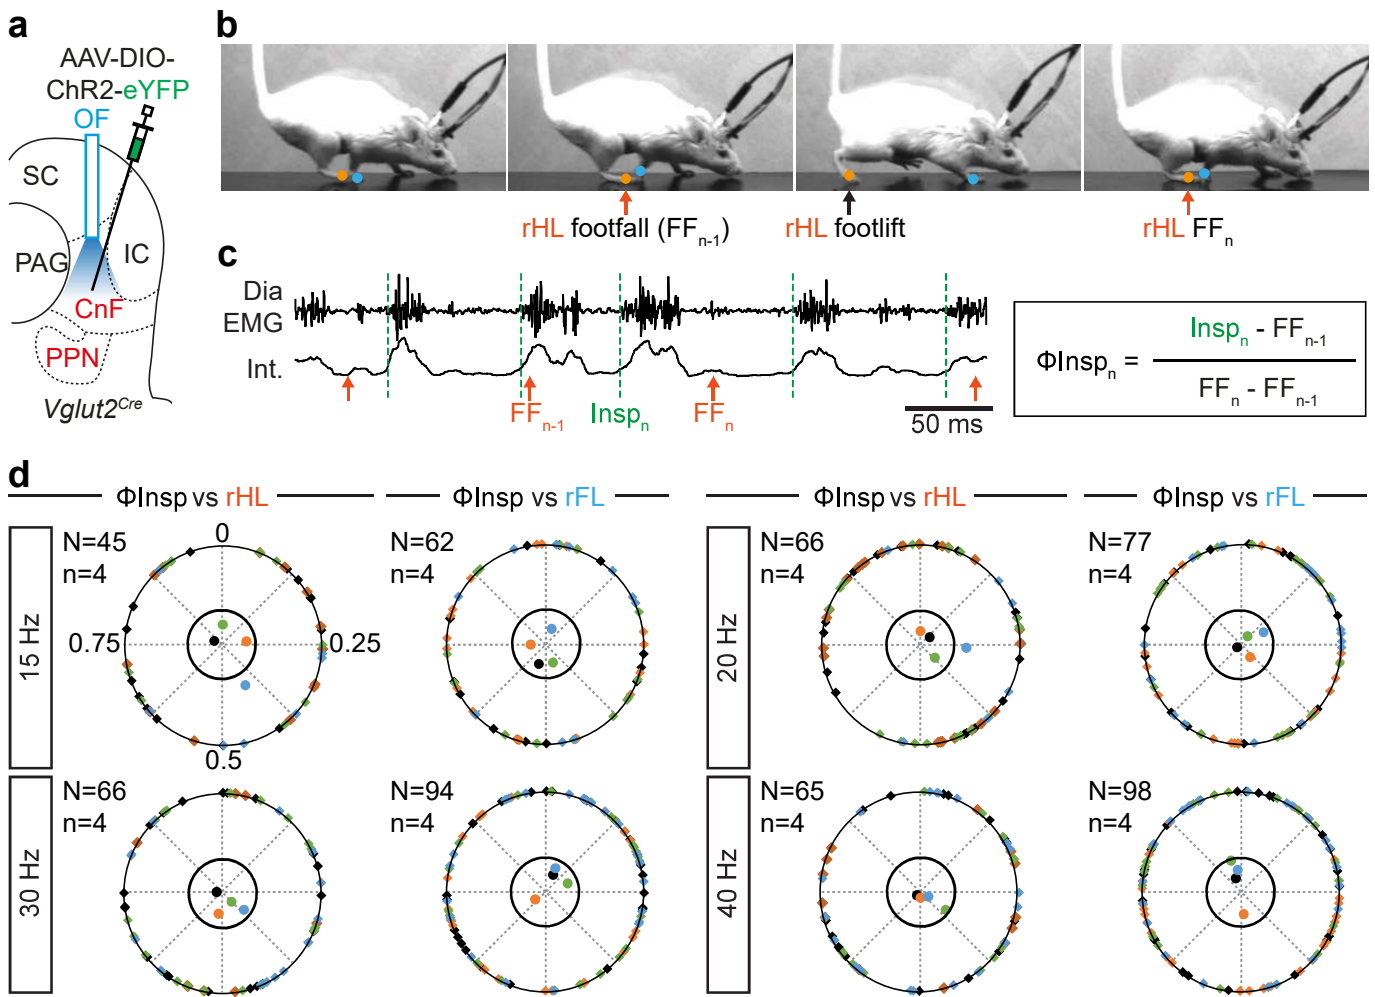 a
AAV-DIO-
ChR2-eYFP
OF
SC
PAG
IC
CnF
PPN
Vglut2Cre
b
rHL footfall (FFn-1)
rHL footlift
rHL FFn
c
Dia
EMG
Int.
FFn-1
Inspn
FFn
50 ms
ΦInspn = Inspn - FFn-1
FFn - FFn-1
d
ΦInsp vs rHL
ΦInsp vs rFL
ΦInsp vs rHL
ΦInsp vs rFL
15 Hz
N=45
n=4
0
0.25
0.5
0.75
N=62
n=4
20 Hz
N=66
n=4
N=77
n=4
30 Hz
N=66
n=4
N=94
n=4
40 Hz
N=65
n=4
N=98
n=4